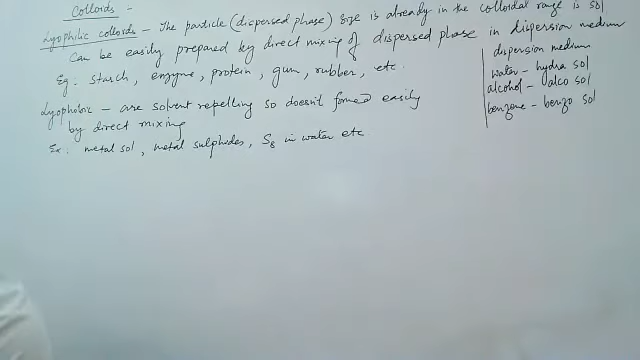 Colloids -
Lyophilic colloids - The particle (dispersed phase) size is already in the colloidal range is sol
Can be easily prepared by direct mixing of dispersed phase in dispersion medium
Eg: starch, enzyme, protein, gum, rubber, etc.
Lyophobic - are solvent repelling so doesn't formed easily
by direct mixing
Ex: metal sol, metal sulphides, S8 in water etc
dispersion medium
water - hydra sol
alcohol - alco sol
benzene - benzo sol